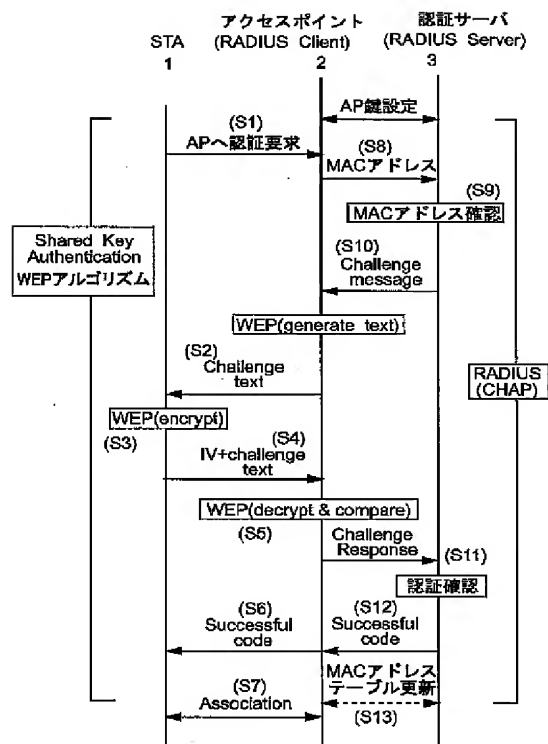 アクセスポイント 認証サーバ
STA (RADIUS Client) (RADIUS Server)
1 2 3
AP鍵設定
(S1)
APへ認証要求
(S8)
MACアドレス
(S9)
MACアドレス確認
Shared Key
Authentication
WEPアルゴリズム
(S10)
Challenge
message
WEP(generate text)
(S2)
Challenge
text
RADIUS
(CHAP)
WEP(encrypt)
(S3)
(S4)
IV+challenge
text
WEP(decrypt & compare)
(S5)
Challenge
Response
(S11)
認証確認
(S6)
Successful
code
(S12)
Successful
code
(S7)
Association
MACアドレス
テーブル更新
(S13)